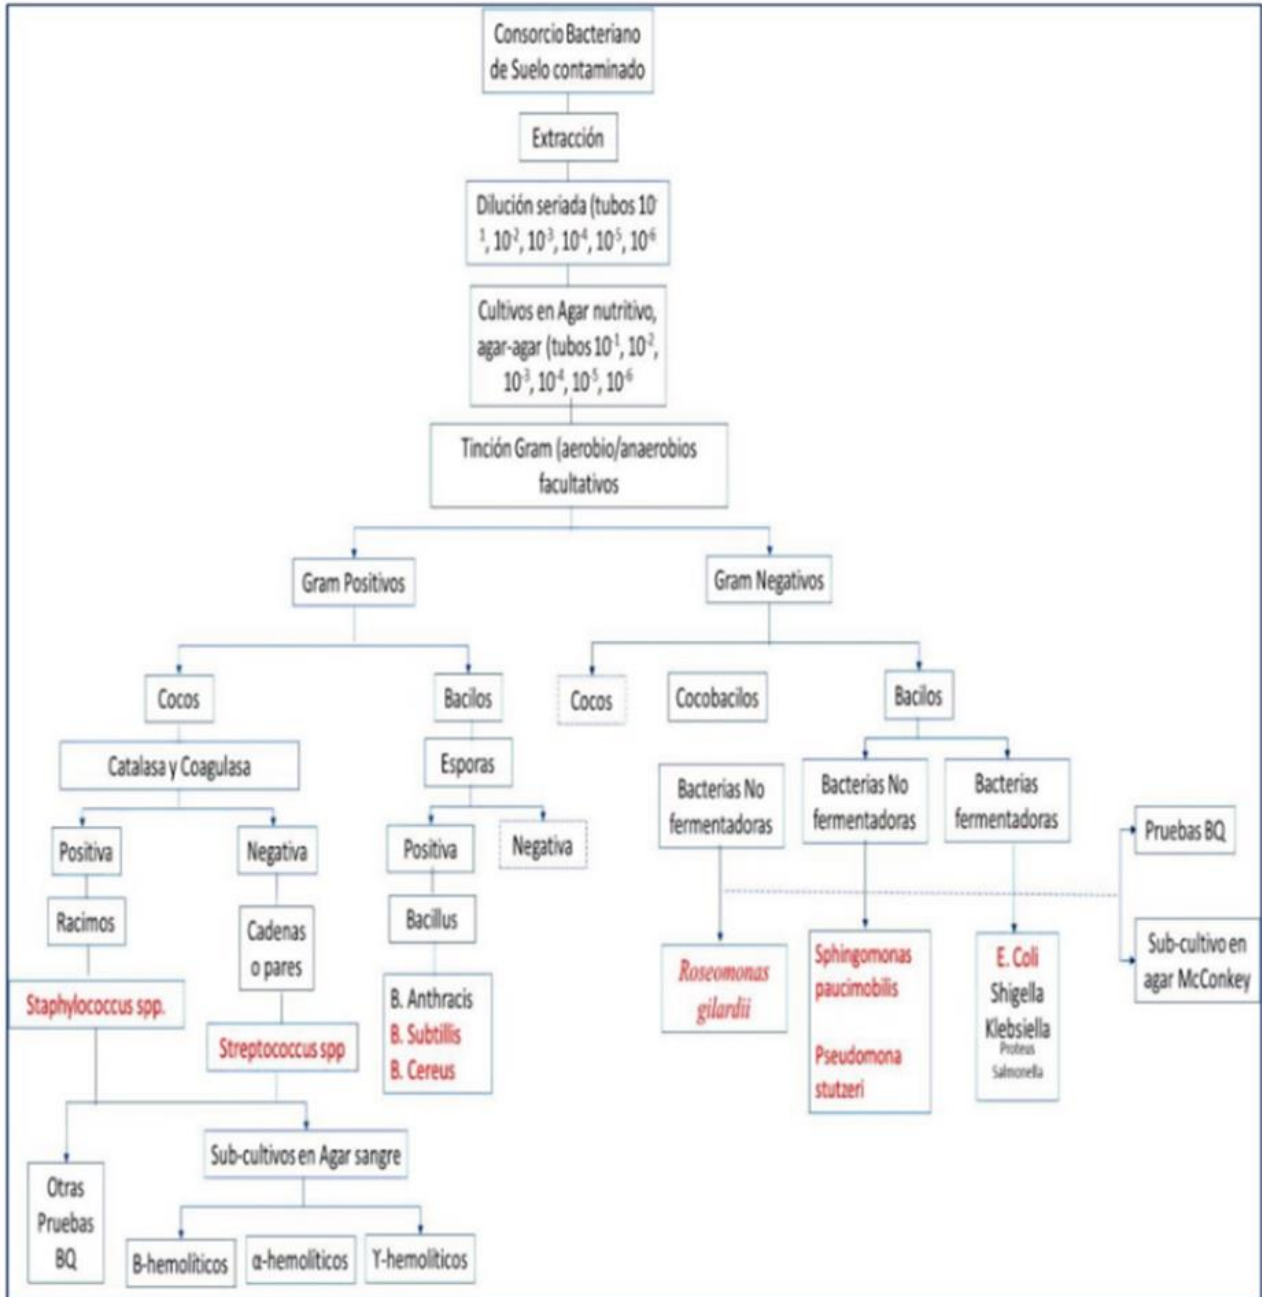 Consorcio Bacteriano
de Suelo contaminado
Extracción
Dilución seriada (tubos 10⁻
¹, 10⁻², 10⁻³, 10⁻⁴, 10⁻⁵, 10⁻⁶
Cultivos en Agar nutritivo,
agar-agar (tubos 10⁻¹, 10⁻²,
10⁻³, 10⁻⁴, 10⁻⁵, 10⁻⁶
Tinción Gram (aerobio/anaerobios
facultativos
Gram Positivos
Gram Negativos
Cocos
Bacilos
Cocos
Cocobacilos
Bacilos
Catalasa y Coagulasa
Esporas
Bacterias No
fermentadoras
Bacterias No
fermentadoras
Bacterias
fermentadoras
Positiva
Negativa
Positiva
Negativa
Pruebas BQ
Racimos
Cadenas
o pares
Bacillus
Sub-cultivo en
agar McConkey
Staphylococcus spp.
Streptococcus spp
B. Anthracis
B. Subtillis
B. Cereus
Roseomonas
gilardii
Sphingomonas
paucimobilis
Pseudomona
stutzeri
E. Coli
Shigella
Klebsiella
Proteus
Salmonella
Otras
Pruebas
BQ
Sub-cultivos en Agar sangre
B-hemolíticos
α-hemolíticos
ϒ-hemolíticos